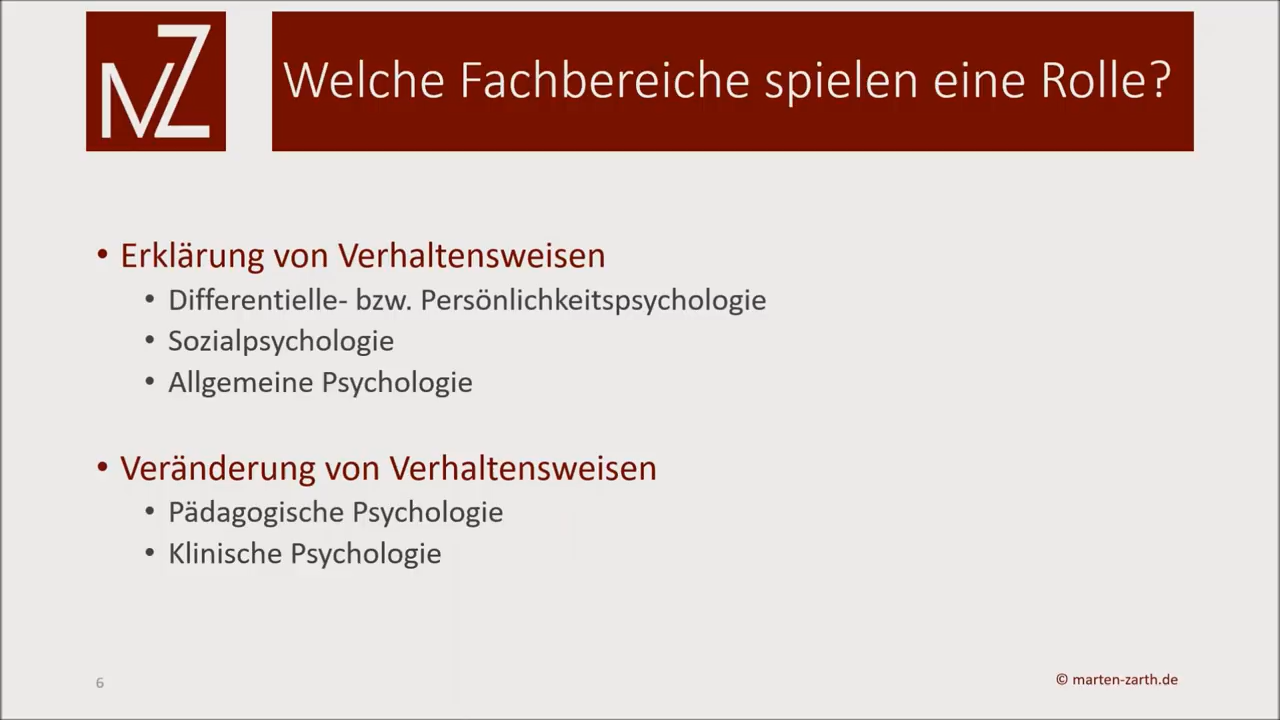 MZ
Welche Fachbereiche spielen eine Rolle?
• Erklärung von Verhaltensweisen
• Differentielle- bzw. Persönlichkeitspsychologie
• Sozialpsychologie
• Allgemeine Psychologie
• Veränderung von Verhaltensweisen
• Pädagogische Psychologie
• Klinische Psychologie
6
© marten-zarth.de